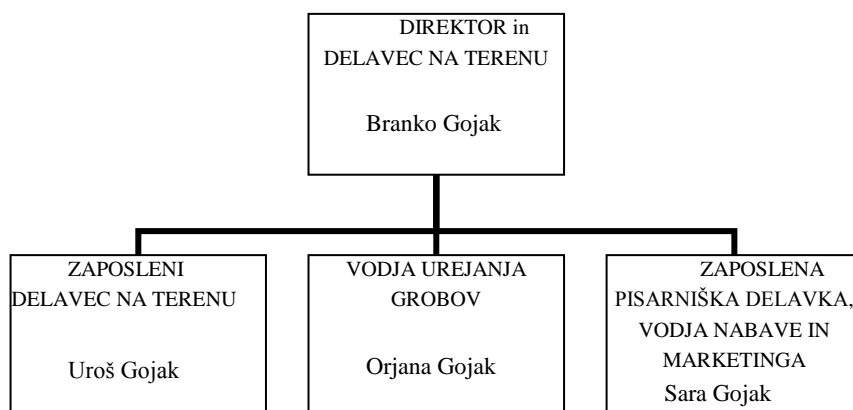 DIREKTOR in
DELAVEC NA TERENU
Branko Gojak
ZAPOSLENI
DELAVEC NA TERENU
Uroš Gojak
VODJA UREJANJA
GROBOV
Orjana Gojak
ZAPOSLENA
PISARNIŠKA DELAVKA,
VODJA NABAVE IN
MARKETINGA
Sara Gojak